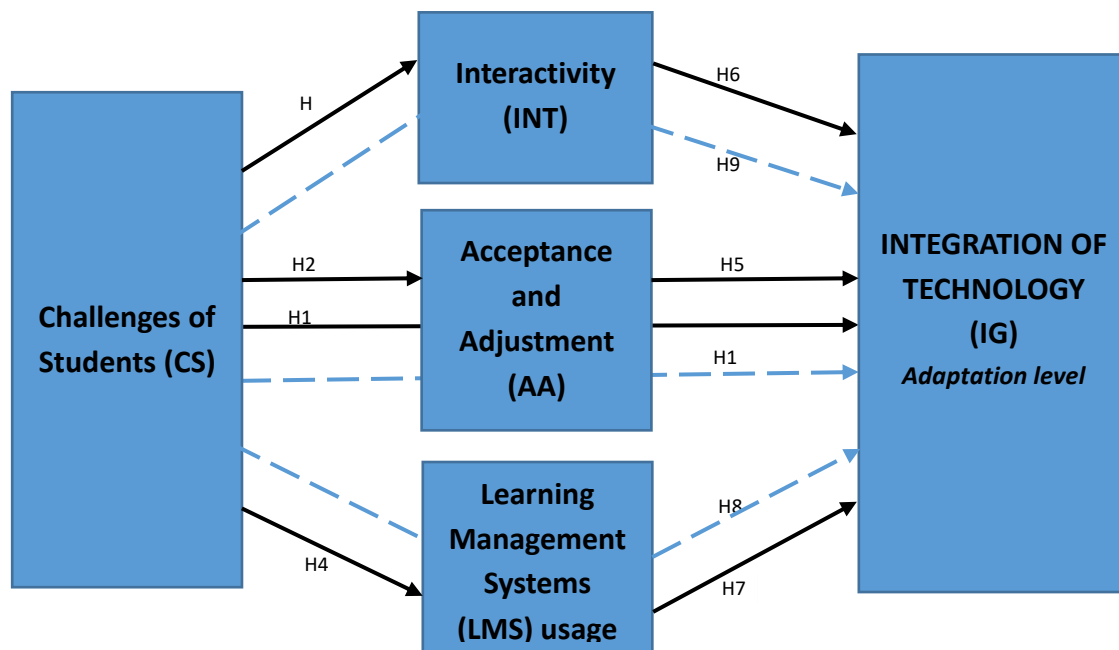 Challenges of
Students (CS)
H
H2
H1
H4
Interactivity
(INT)
Acceptance
and
Adjustment
(AA)
Learning
Management
Systems
(LMS) usage
H6
H9
H5
H1
H8
H7
INTEGRATION OF
TECHNOLOGY
(IG)
Adaptation level